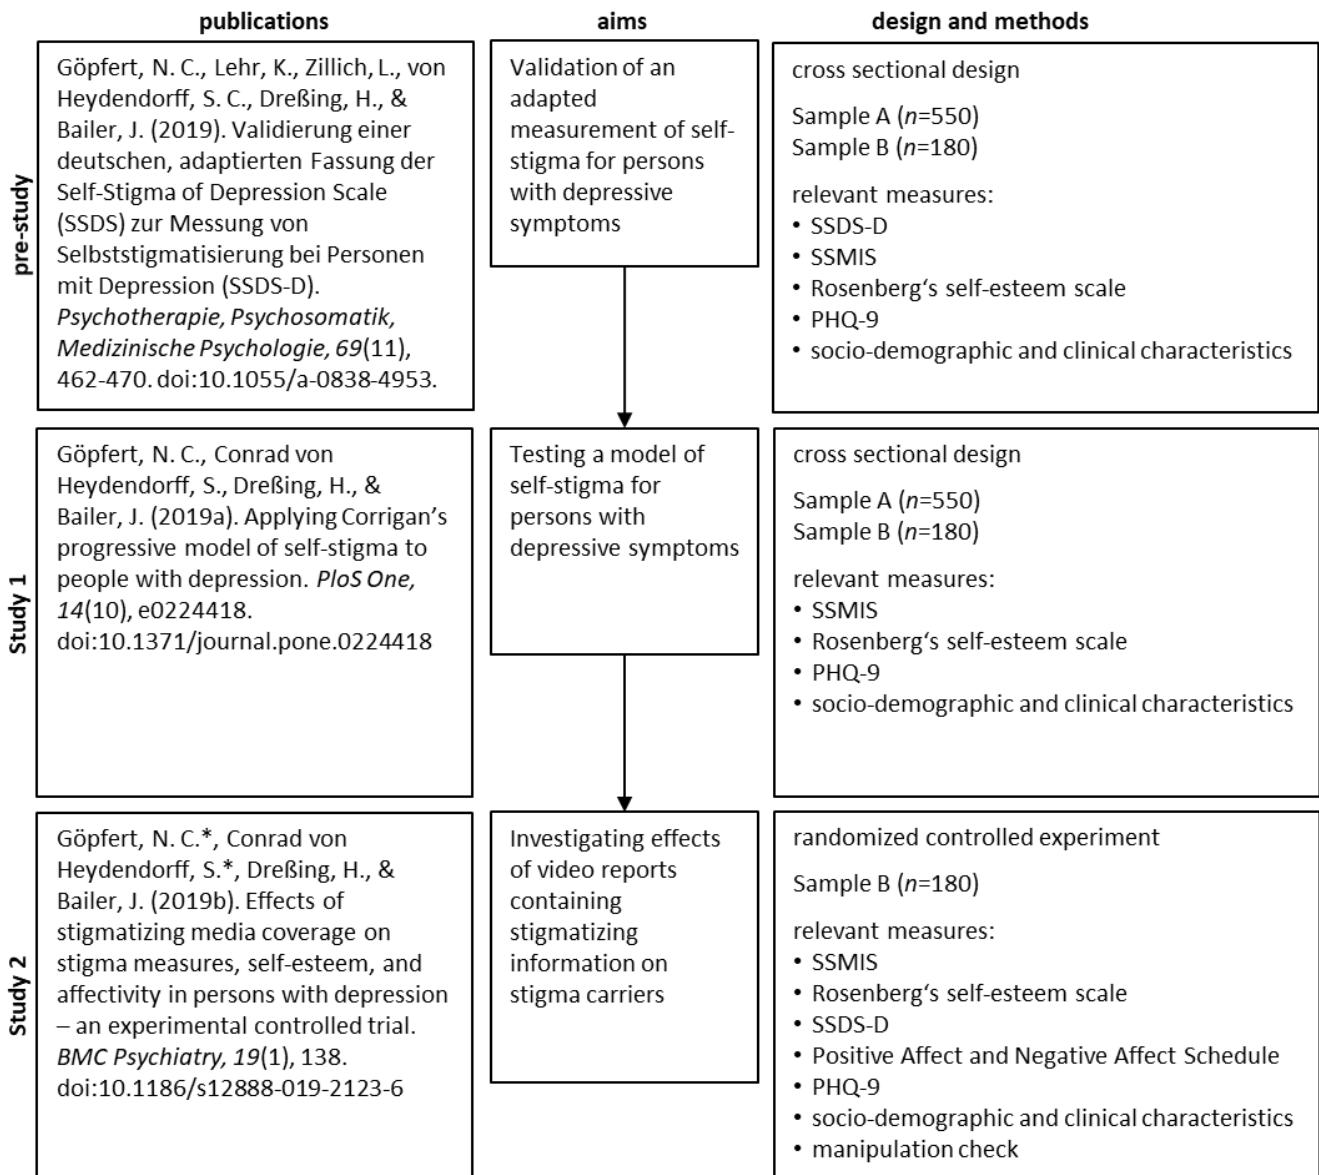 publications
aims
design and methods
pre-study
Göpfert, N. C., Lehr, K., Zillich, L., von
Heydendorff, S. C., Dreßing, H., &
Bailer, J. (2019). Validierung einer
deutschen, adaptierten Fassung der
Self-Stigma of Depression Scale
(SSDS) zur Messung von
Selbststigmatisierung bei Personen
mit Depression (SSDS-D).
Psychotherapie, Psychosomatik,
Medizinische Psychologie, 69(11),
462-470. doi:10.1055/a-0838-4953.
Validation of an
adapted
measurement of self-
stigma for persons
with depressive
symptoms
cross sectional design
Sample A (n=550)
Sample B (n=180)
relevant measures:
• SSDS-D
• SSMIS
• Rosenberg‘s self-esteem scale
• PHQ-9
• socio-demographic and clinical characteristics
Study 1
Göpfert, N. C., Conrad von
Heydendorff, S., Dreßing, H., &
Bailer, J. (2019a). Applying Corrigan’s
progressive model of self-stigma to
people with depression. PloS One,
14(10), e0224418.
doi:10.1371/journal.pone.0224418
Testing a model of
self-stigma for
persons with
depressive symptoms
cross sectional design
Sample A (n=550)
Sample B (n=180)
relevant measures:
• SSMIS
• Rosenberg‘s self-esteem scale
• PHQ-9
• socio-demographic and clinical characteristics
Study 2
Göpfert, N. C.*, Conrad von
Heydendorff, S.*, Dreßing, H., &
Bailer, J. (2019b). Effects of
stigmatizing media coverage on
stigma measures, self-esteem, and
affectivity in persons with depression
– an experimental controlled trial.
BMC Psychiatry, 19(1), 138.
doi:10.1186/s12888-019-2123-6
Investigating effects
of video reports
containing
stigmatizing
information on
stigma carriers
randomized controlled experiment
Sample B (n=180)
relevant measures:
• SSMIS
• Rosenberg‘s self-esteem scale
• SSDS-D
• Positive Affect and Negative Affect Schedule
• PHQ-9
• socio-demographic and clinical characteristics
• manipulation check